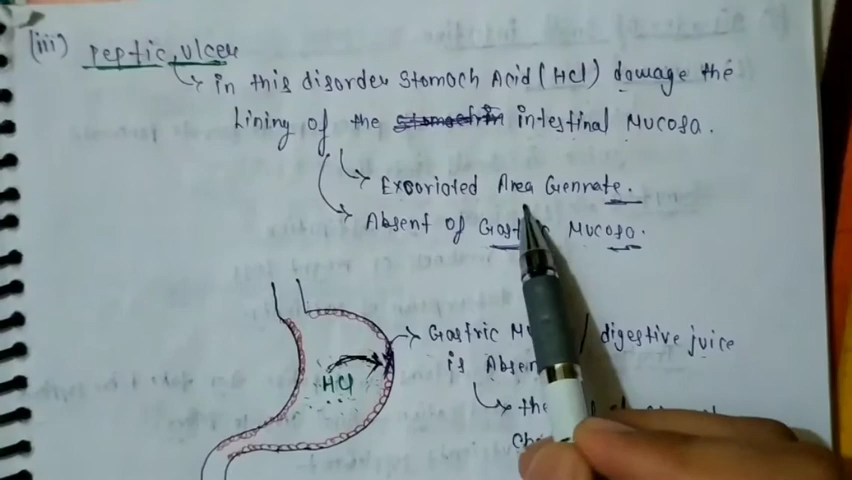 (iii) Peptic ulcer
in this disorder Stomach Acid (HCl) damage the
Lining of the intestinal Mucosa.
Excoriated Area Genrate.
Absent of Gastric Mucosa.
Gastric / digestive juice
is Absen
the
HCl